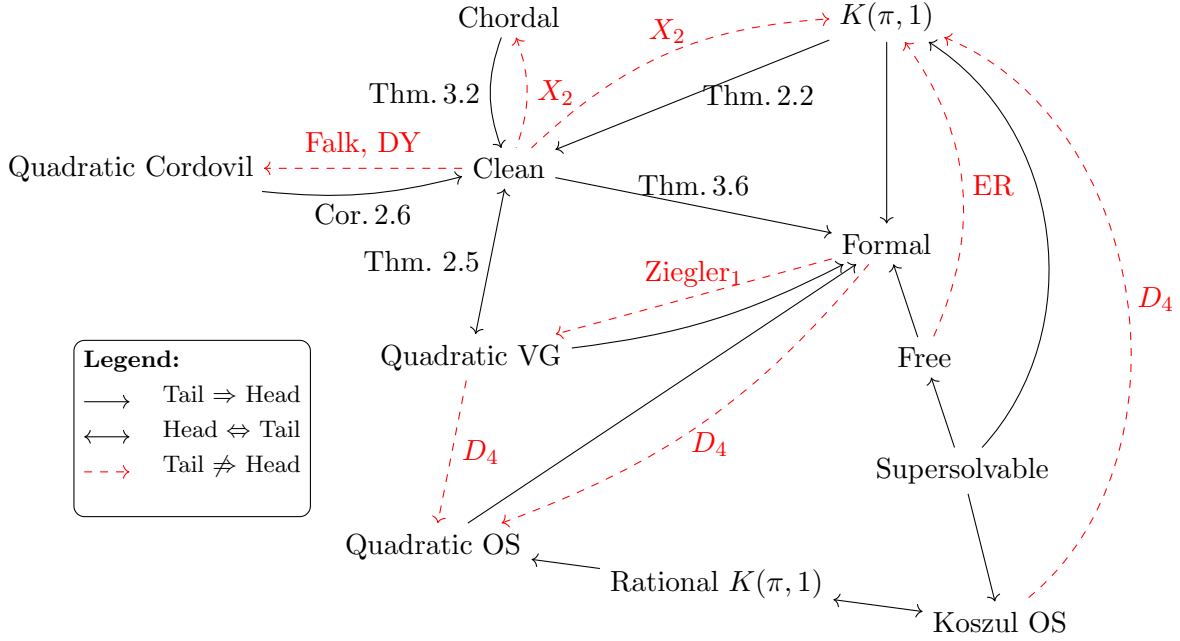 Chordal
K(π, 1)
X₂
Thm. 3.2
X₂
Thm. 2.2
Falk, DY
Quadratic Cordovil
Clean
Thm. 3.6
ER
Cor. 2.6
Formal
Thm. 2.5
Ziegler₁
D₄
Quadratic VG
Free
Legend:
Tail ⇒ Head
Head ⇔ Tail
Tail ⇏ Head
D₄
D₄
Supersolvable
Quadratic OS
Rational K(π, 1)
Koszul OS